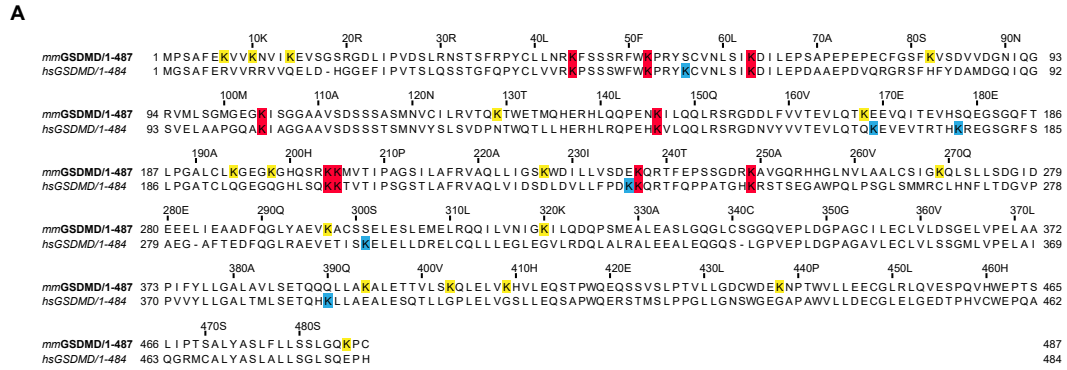 A
10K 20R 30L 40L 50F 60L 70A 80F 90N
mmGSDMD/1-487 1 MPSAFEKVVKNVIKEVSGSRGDLIPVDSLRNSTSFRPYCLLNRKFSSSRFWKPRYSCVNLSIKDILEPSAPEPEPECFGSFKVSDVVDGNIQG 93
hsGSDMD/1-484 1 MGSAFERVVRRVVQELD-HGGEFIPVTSLQSSTGFQPYCLVVRKPSSSWFWKPRYKCVNLSIKDILEPDAAEPDVQRGRSFHFYDAMDGQIQG 92
100M 110A 120N 130T 140L 150Q 160V 170E 180E
mmGSDMD/1-487 94 RVMLSGMGEGKISGGAAVSDSSSASMNVCILRVTQKTWETMQHERHLQQPENKILQQLRSRGDDLFVVTEVLQTKEEVQITEVHSQEGSGQFT 186
hsGSDMD/1-484 93 SVELAAPGQAKIAGGAAVSDSSSTSMNVYSLSVDPNTWQTLLHERHLRQPEHKVLQQLRSRGDNVYVVTEVLQTQKEVEVTRTHKREGSGRFS 185
190A 200H 210P 220A 230I 240T 250A 260A 270Q
mmGSDMD/1-487 187 LPGALCLKGEGKGHQSRKKMVTIPAGSILAFRVAQLLIGSKWDILLVSDEKQRTFEPSSGDRKAVGQRHHGLNVLAALCSIGKQLSLLSDGID 279
hsGSDMD/1-484 186 LPGATCLQGEGQGHLSQKKTVTIPSGSTLAFRVAQLVIDSDLDVLLFPDKKQRTFQPPATGHKRSTSEGAWPQLPSGLSMMRCLHNFLTDGVP 278
280E 290Q 300S 310L 320K 330A 340C 350G 360V 370L
mmGSDMD/1-487 280 EEELIEAADFQGLYAEVKACSSELESLEMELRQQILVNIGKILQDQPSMEALEASLGQGLCSGGQVEPLDGPAGCILECLVLDSGELVPELAA 372
hsGSDMD/1-484 279 AEG-AFTEDFQGLRAEVETISKELELLDRELCQLLLEGLEGVLRDQLALRALEEALEQGQS-LGPVEPLDGPAGAVLECLVLSSGMLVPELAI 369
380A 390Q 400V 410H 420E 430L 440P 450L 460H
mmGSDMD/1-487 373 PIFYLLGALAVLSETQQQLLAKALETTVLSKQLELVKHVLEQSTPWQEQSSVSLPTVLLGDCWDEKNPTWVLLEECGLRLQVESPQVHWEPTS 465
hsGSDMD/1-484 370 PVVYLLGALTMLSETQHKLLAEALESQTLLGPLELVGSLLEQSAPWQERSTMSLPPGLLGNSWGEGAPAWVLLDECGLELGEDTPHVCWEPQA 462
470S 480S
mmGSDMD/1-487 466 LIPTSALYASLFLLSSLGQKPC 487
hsGSDMD/1-484 463 QGRMCALYASLALLSGLSQEPH 484